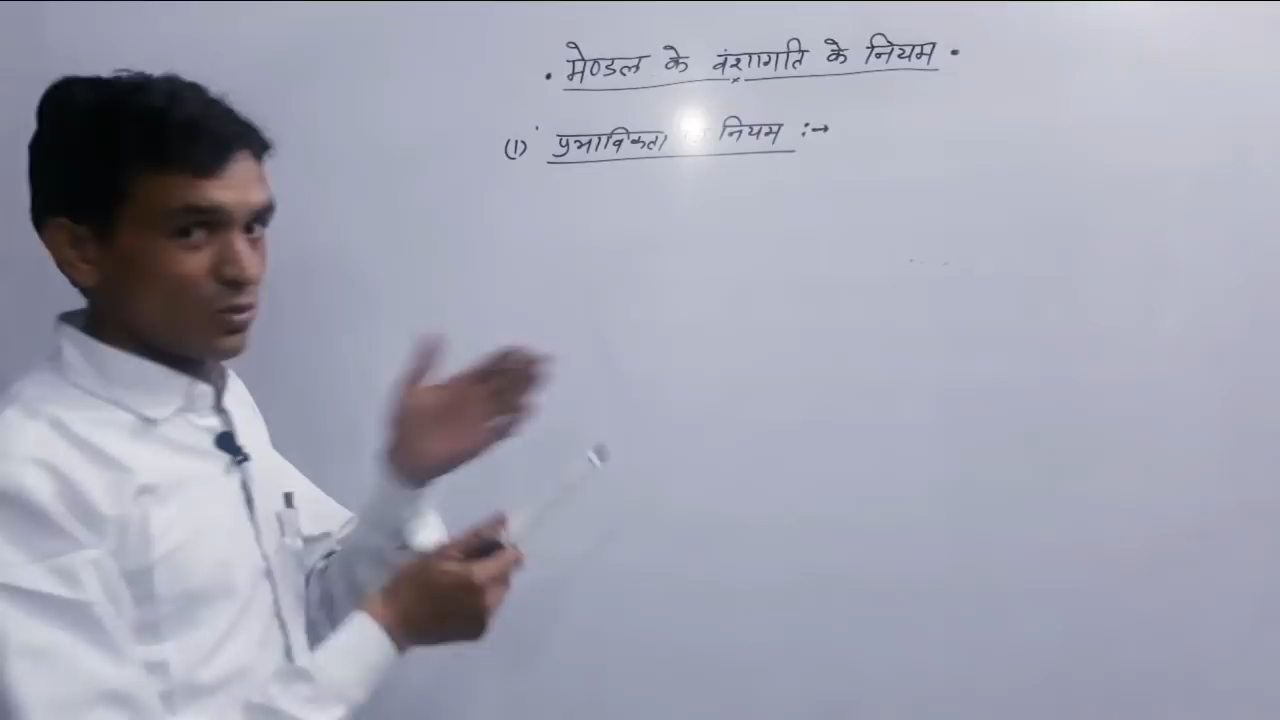 · मेण्डल के वंशागति के नियम ·
(1) प्रभाविकता नियम :→